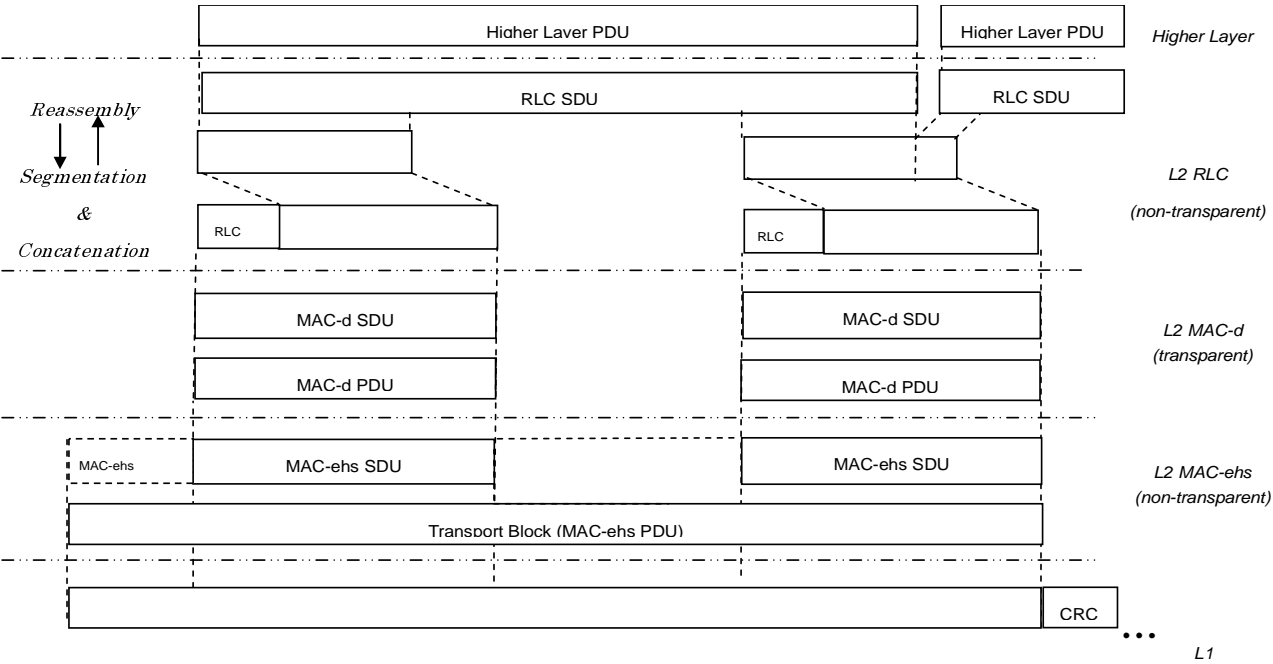 Higher Layer PDU
Higher Layer PDU
Higher Layer
RLC SDU
RLC SDU
Reassembly
Segmentation
&
Concatenation
L2 RLC
(non-transparent)
RLC
RLC
MAC-d SDU
MAC-d SDU
L2 MAC-d
(transparent)
MAC-d PDU
MAC-d PDU
MAC-ehs
MAC-ehs SDU
MAC-ehs SDU
L2 MAC-ehs
(non-transparent)
Transport Block (MAC-ehs PDU)
CRC
•••
L1